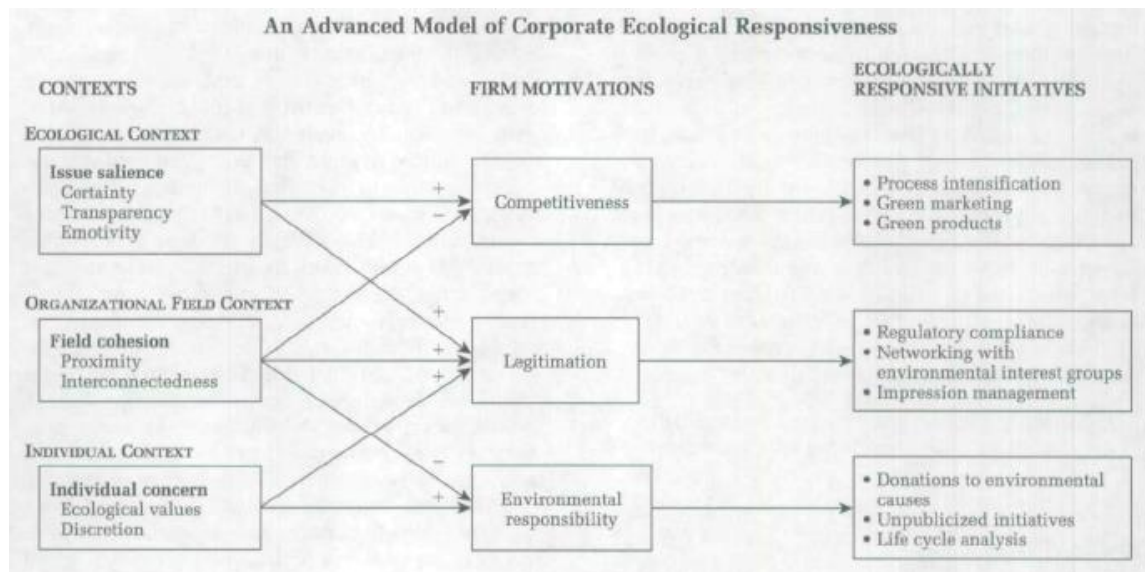 An Advanced Model of Corporate Ecological Responsiveness
CONTEXTS
FIRM MOTIVATIONS
ECOLOGICALLY
RESPONSIVE INITIATIVES
ECOLOGICAL CONTEXT
Issue salience
Certainty
Transparency
Emotivity
+
−
Competitiveness
• Process intensification
• Green marketing
• Green products
ORGANIZATIONAL FIELD CONTEXT
Field cohesion
Proximity
Interconnectedness
+
+
+
Legitimation
• Regulatory compliance
• Networking with
environmental interest groups
• Impression management
INDIVIDUAL CONTEXT
Individual concern
Ecological values
Discretion
−
+
Environmental
responsibility
• Donations to environmental
causes
• Unpublicized initiatives
• Life cycle analysis